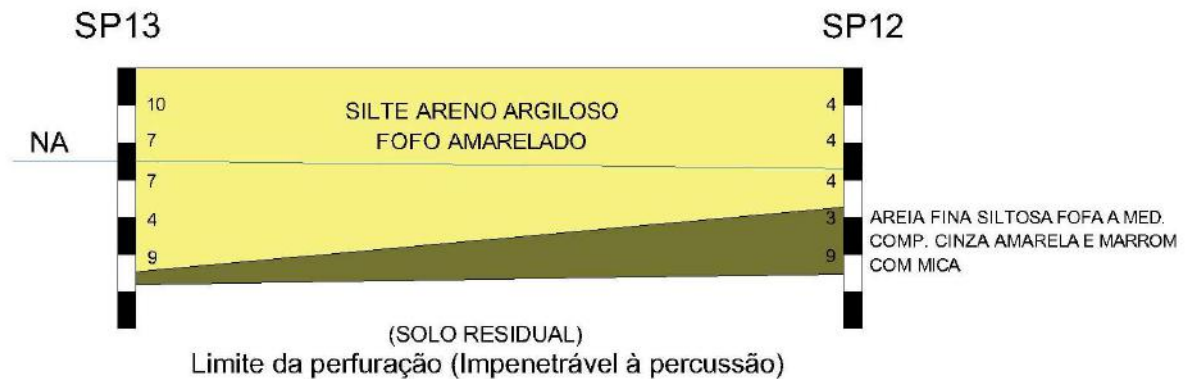 SP13
SP12
10
SILTE ARENO ARGILOSO
4
7
FOFO AMARELADO
4
NA
7
4
4
3
AREIA FINA SILTOSA FOFA A MED.
9
9
COMP. CINZA AMARELA E MARROM
COM MICA
(SOLO RESIDUAL)
Limite da perfuração (Impenetrável à percussão)